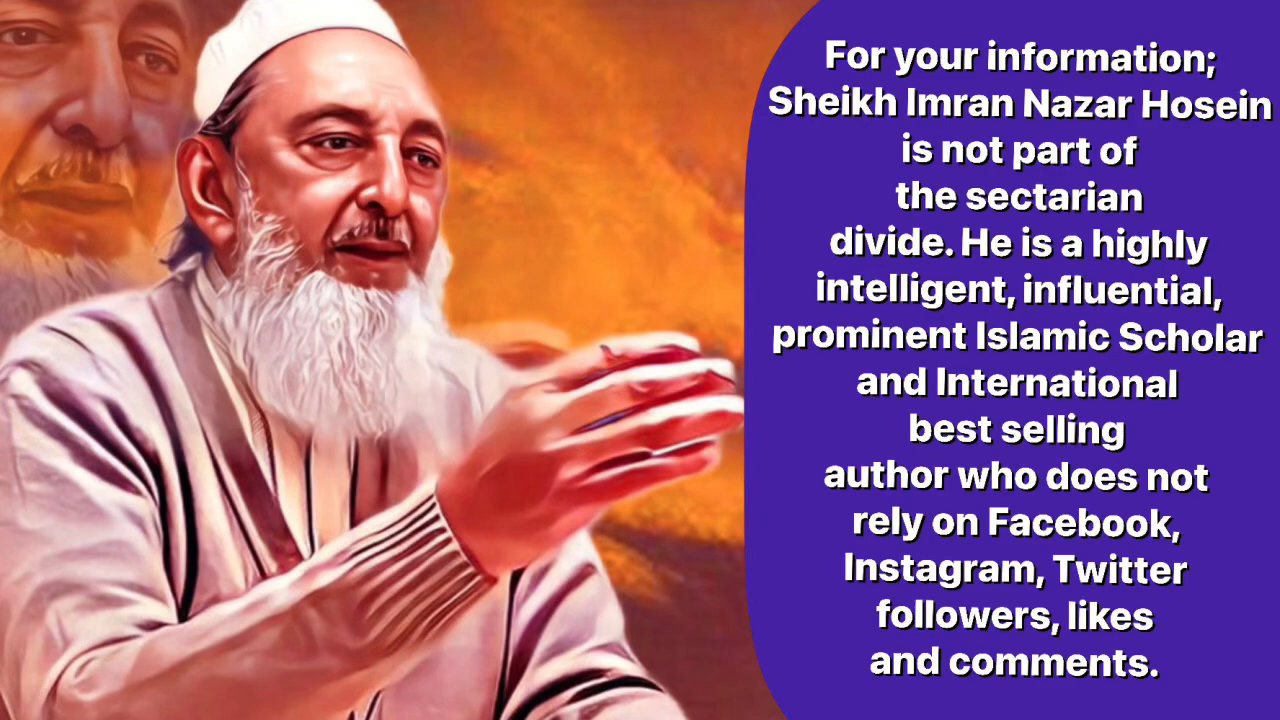 For your information;
Sheikh Imran Nazar Hosein
is not part of
the sectarian
divide. He is a highly
intelligent, influential,
prominent Islamic Scholar
and International
best selling
author who does not
rely on Facebook,
Instagram, Twitter
followers, likes
and comments.